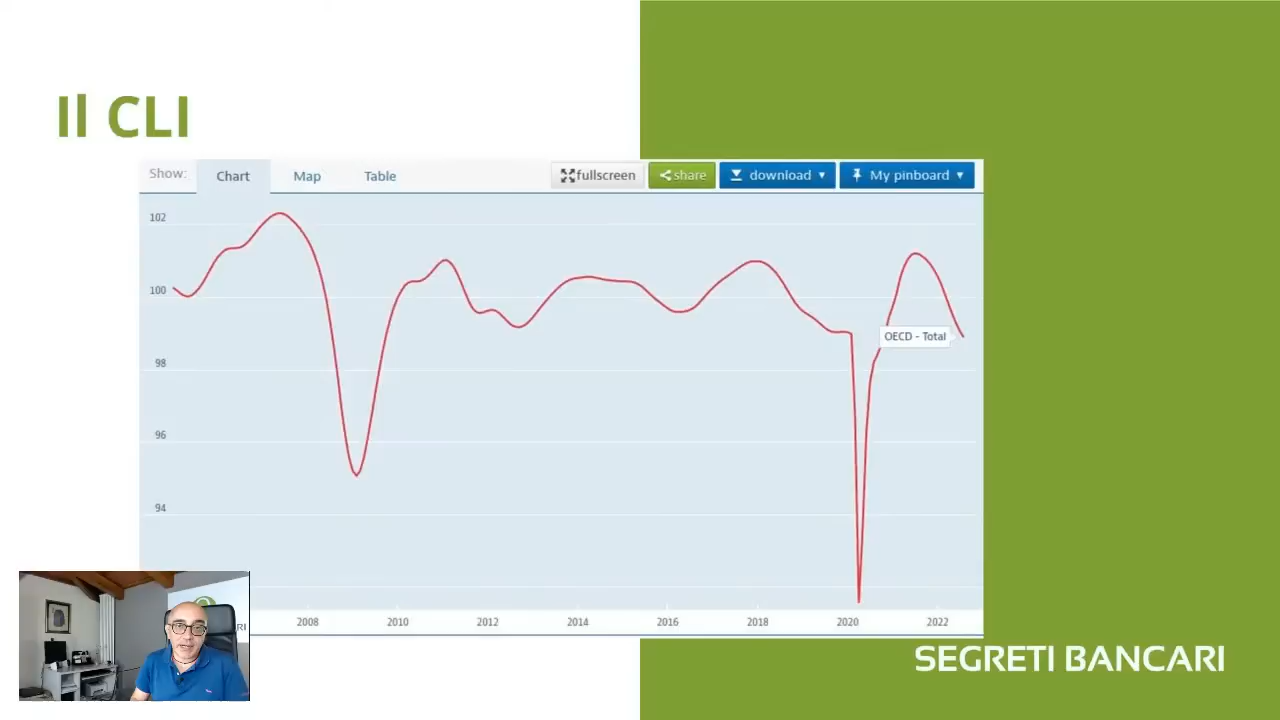 Il CLI
Show:
Chart
Map
Table
fullscreen
share
download
My pinboard
102
100
98
96
94
OECD - Total
2008
2010
2012
2014
2016
2018
2020
2022
RI
SEGRETI BANCARI